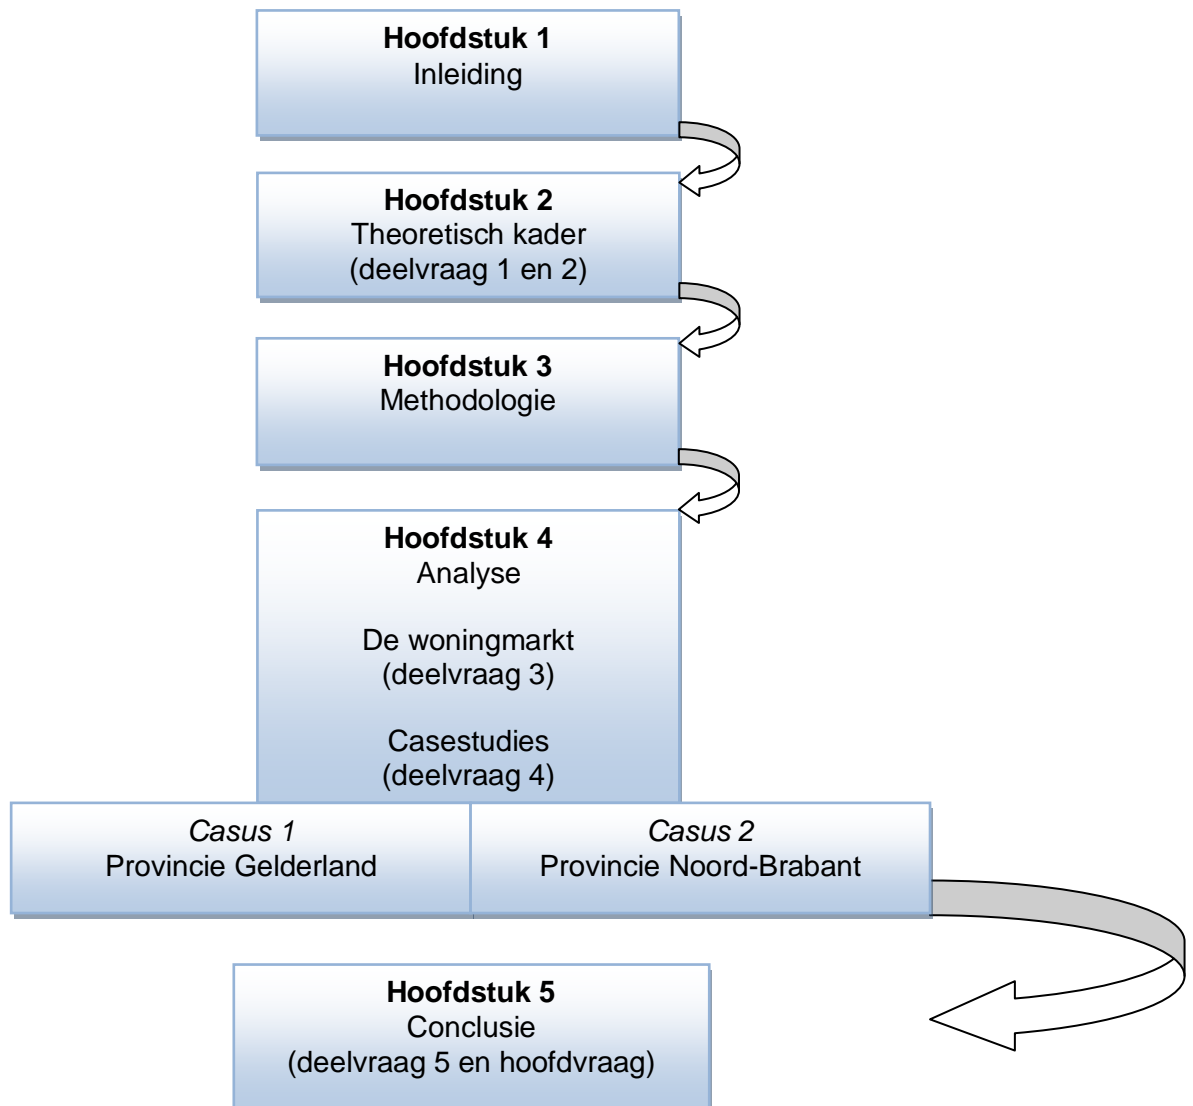 Hoofdstuk 1
Inleiding
Hoofdstuk 2
Theoretisch kader
(deelvraag 1 en 2)
Hoofdstuk 3
Methodologie
Hoofdstuk 4
Analyse
De woningmarkt
(deelvraag 3)
Casestudies
(deelvraag 4)
Casus 1
Provincie Gelderland
Casus 2
Provincie Noord-Brabant
Hoofdstuk 5
Conclusie
(deelvraag 5 en hoofdvraag)